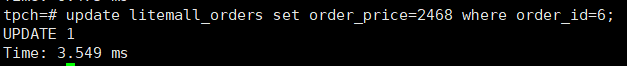 tpch=# update litemall_orders set order_price=2468 where order_id=6;
UPDATE 1
Time: 3.549 ms